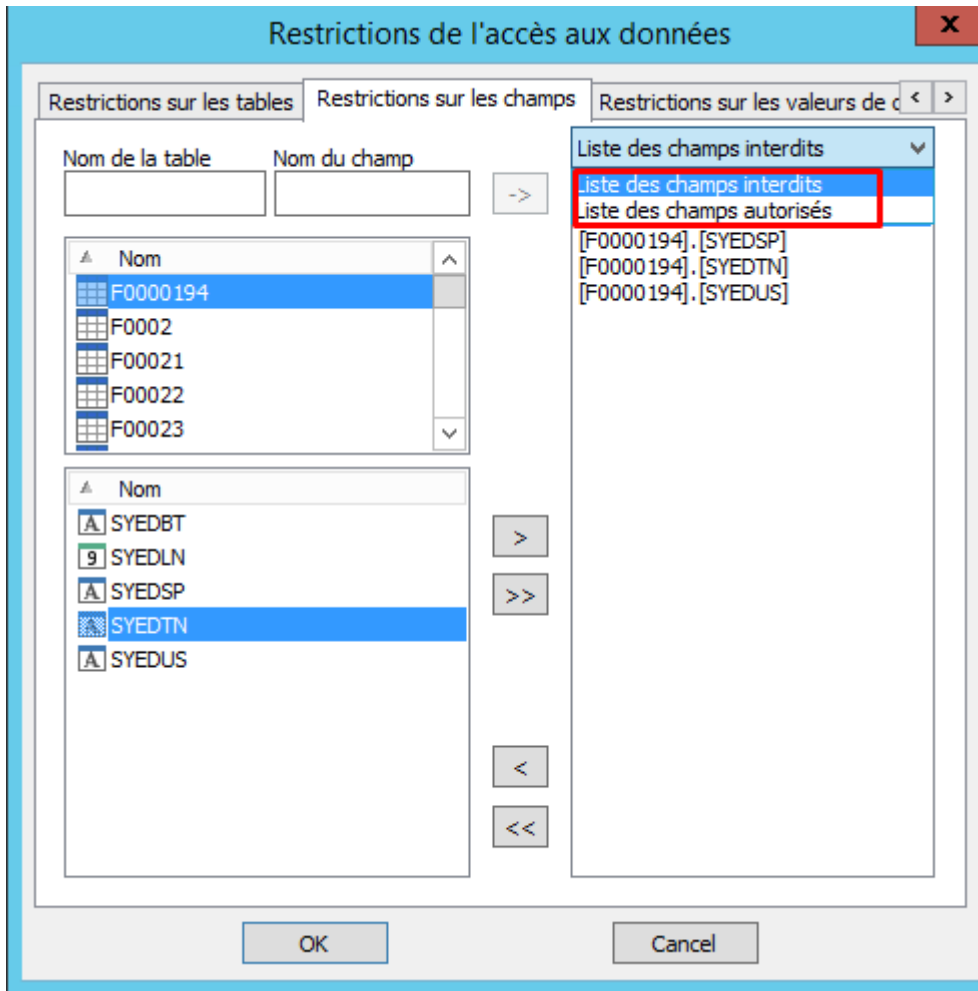 Restrictions de l'accès aux données
x
Restrictions sur les tables
Restrictions sur les champs
Restrictions sur les valeurs de c
< >
Nom de la table
Nom du champ
->
Liste des champs interdits
Liste des champs interdits
Liste des champs autorisés
[F0000194].[SYEDSP]
[F0000194].[SYEDTN]
[F0000194].[SYEDUS]
Nom
F0000194
F0002
F00021
F00022
F00023
Nom
A SYEDBT
9 SYEDLN
A SYEDSP
A SYEDTN
A SYEDUS
>
>>
<
<<
OK
Cancel